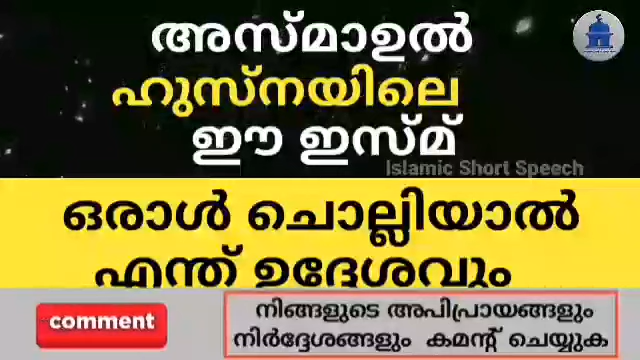 അസ്മാഉൽ
ഹുസ്നയിലെ
ഈ ഇസ്മ്
Islamic Short Speech
ഒരാൾ ചൊല്ലിയാൽ
എന്ത് ഉദ്ദേശവും
comment
നിങ്ങളുടെ അപിപ്രായങ്ങളും
നിർദ്ദേശങ്ങളും കമന്റ് ചെയ്യുക